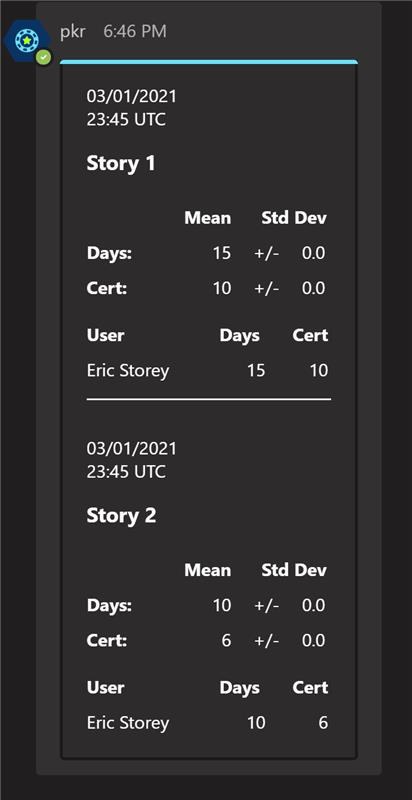 pkr 6:46 PM
03/01/2021
23:45 UTC
Story 1
Mean Std Dev
Days: 15 +/- 0.0
Cert: 10 +/- 0.0
User Days Cert
Eric Storey 15 10
03/01/2021
23:45 UTC
Story 2
Mean Std Dev
Days: 10 +/- 0.0
Cert: 6 +/- 0.0
User Days Cert
Eric Storey 10 6